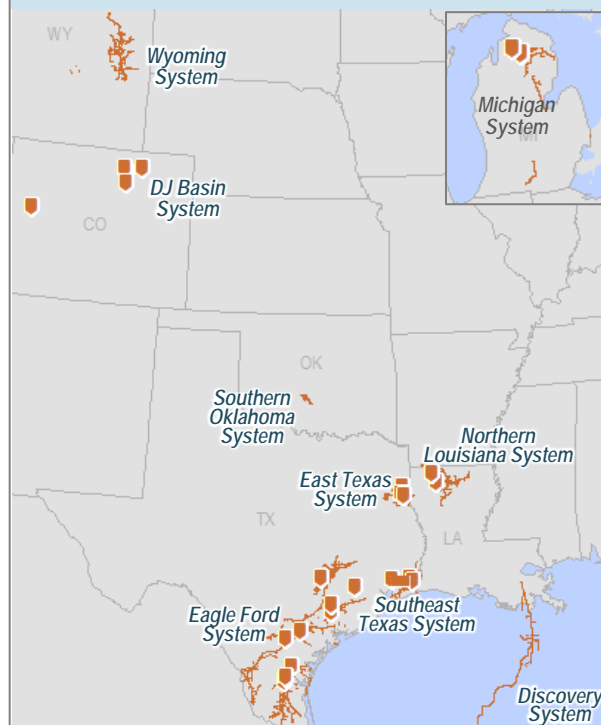 WY
Wyoming
System
Michigan
System
MI
DJ Basin
System
CO
OK
Southern
Oklahoma
System
Northern
Louisiana System
East Texas
System
TX
LA
Eagle Ford
System
Southeast
Texas System
Discovery
System